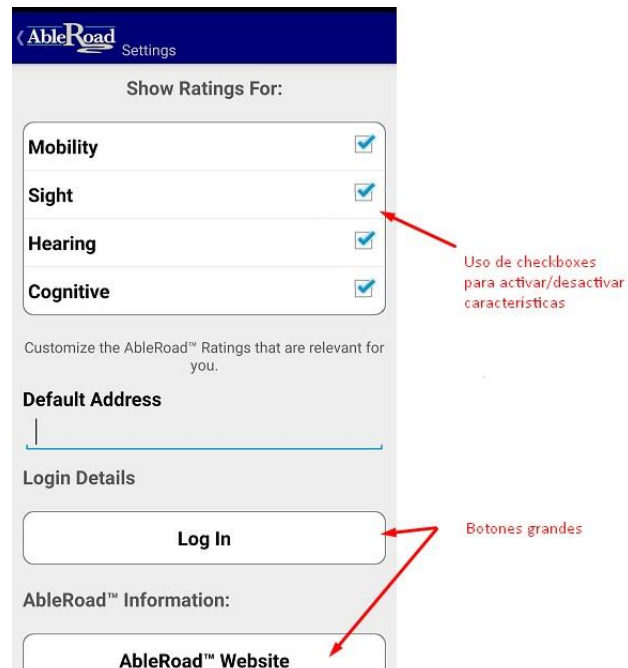 AbleRoad Settings
Show Ratings For:
Mobility
Sight
Hearing
Cognitive
Uso de checkboxes
para activar/desactivar
características
Customize the AbleRoad™ Ratings that are relevant for
you.
Default Address
Login Details
Log In
Botones grandes
AbleRoad™ Information:
AbleRoad™ Website